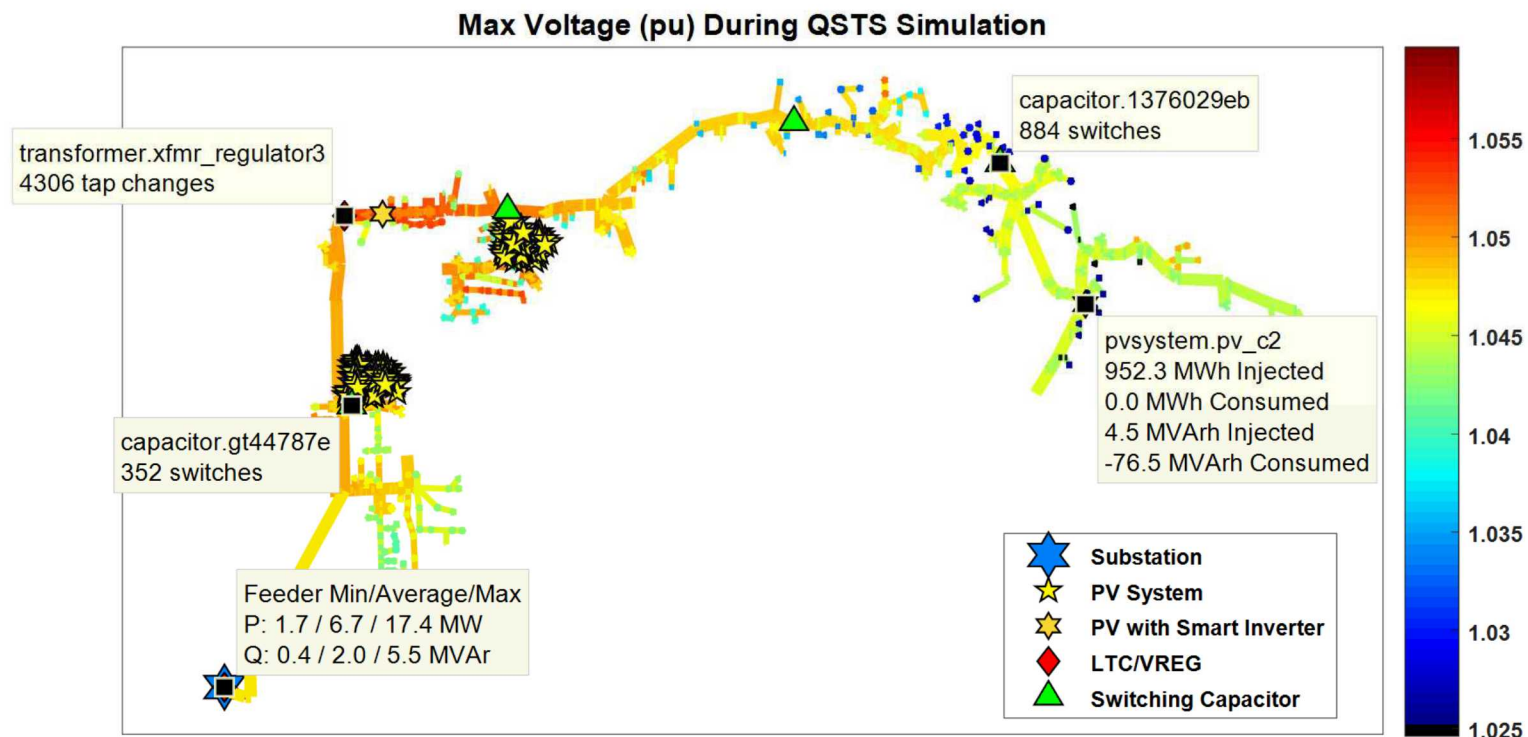 Max Voltage (pu) During QSTS Simulation
transformer.xfmr_regulator3
4306 tap changes
capacitor.1376029eb
884 switches
pvsystem.pv_c2
952.3 MWh Injected
0.0 MWh Consumed
4.5 MVArh Injected
-76.5 MVArh Consumed
capacitor.gt44787e
352 switches
Feeder Min/Average/Max
P: 1.7 / 6.7 / 17.4 MW
Q: 0.4 / 2.0 / 5.5 MVAr
Substation
PV System
PV with Smart Inverter
LTC/VREG
Switching Capacitor
1.055
1.05
1.045
1.04
1.035
1.03
1.025